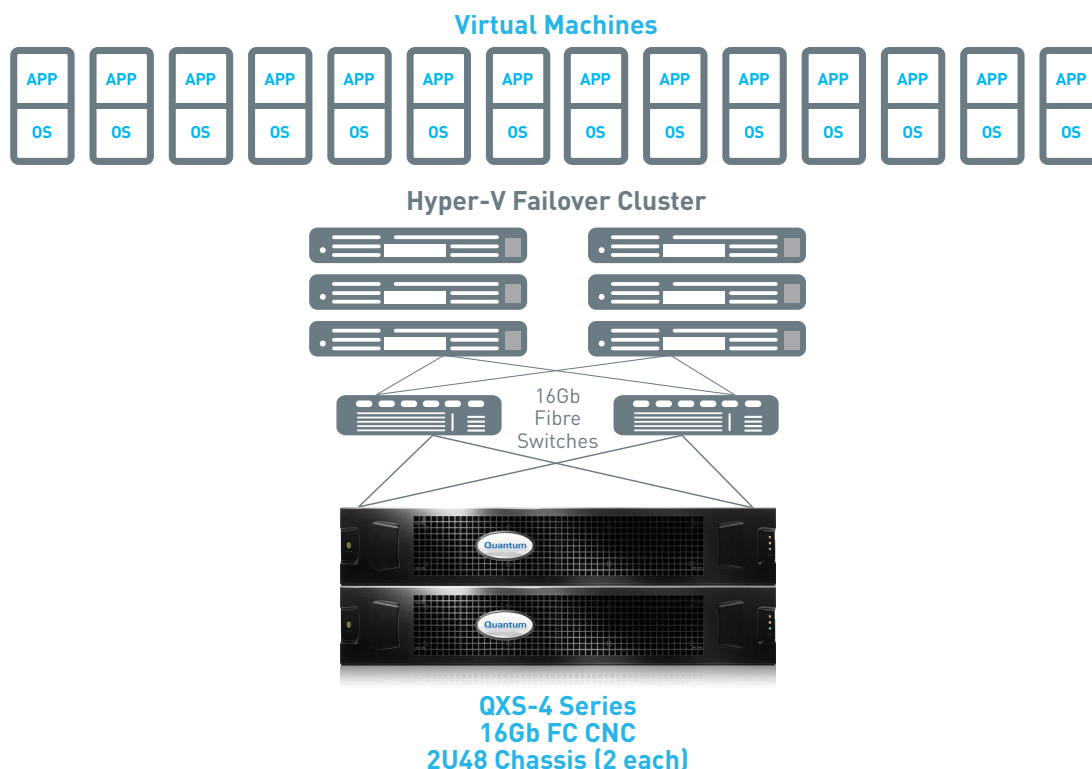 Virtual Machines
APP APP APP APP APP APP APP APP APP APP APP APP APP APP
OS OS OS OS OS OS OS OS OS OS OS OS OS OS
Hyper-V Failover Cluster
16Gb
Fibre
Switches
Quantum
Quantum
QXS-4 Series
16Gb FC CNC
2U48 Chassis (2 each)